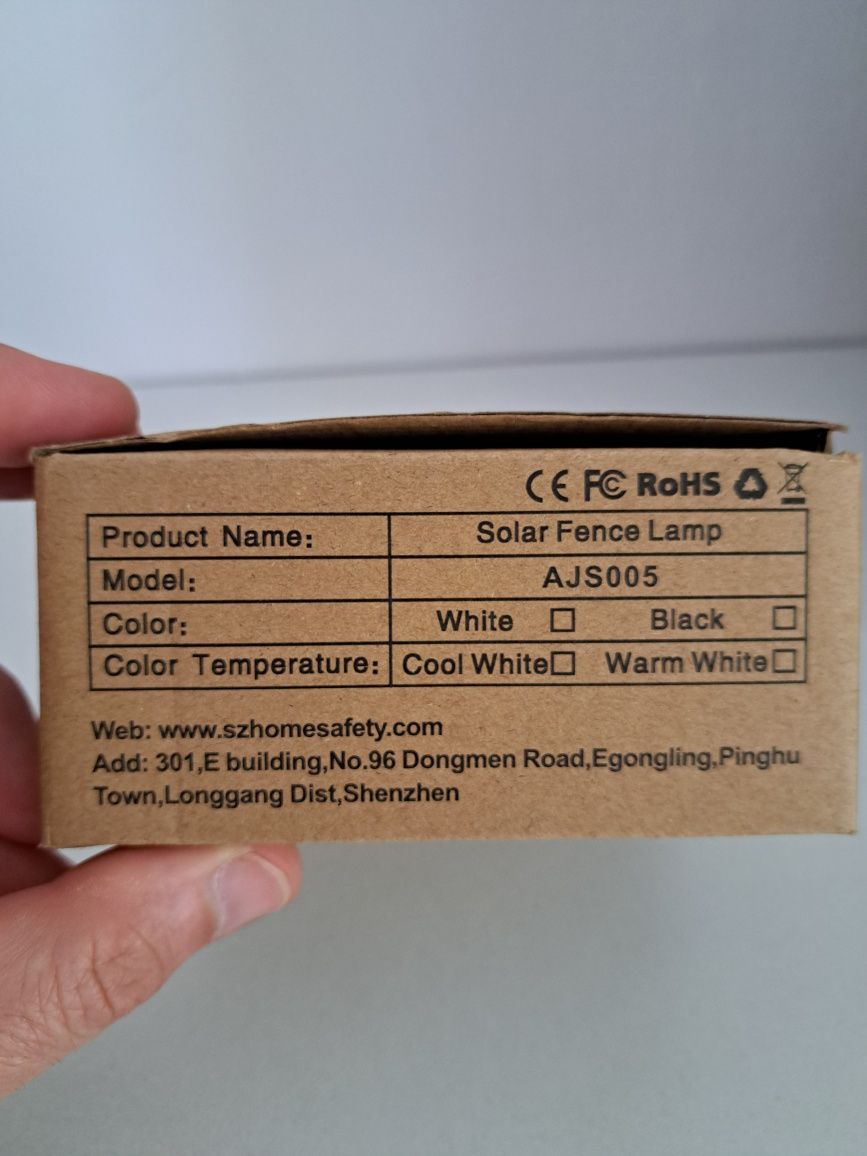 CE FC RoHS
Product Name: Solar Fence Lamp
Model: AJS005
Color: White □ Black □
Color Temperature: Cool White□ Warm White□
Web: www.szhomesafety.com
Add: 301,E building,No.96 Dongmen Road,Egongling,Pinghu
Town,Longgang Dist,Shenzhen